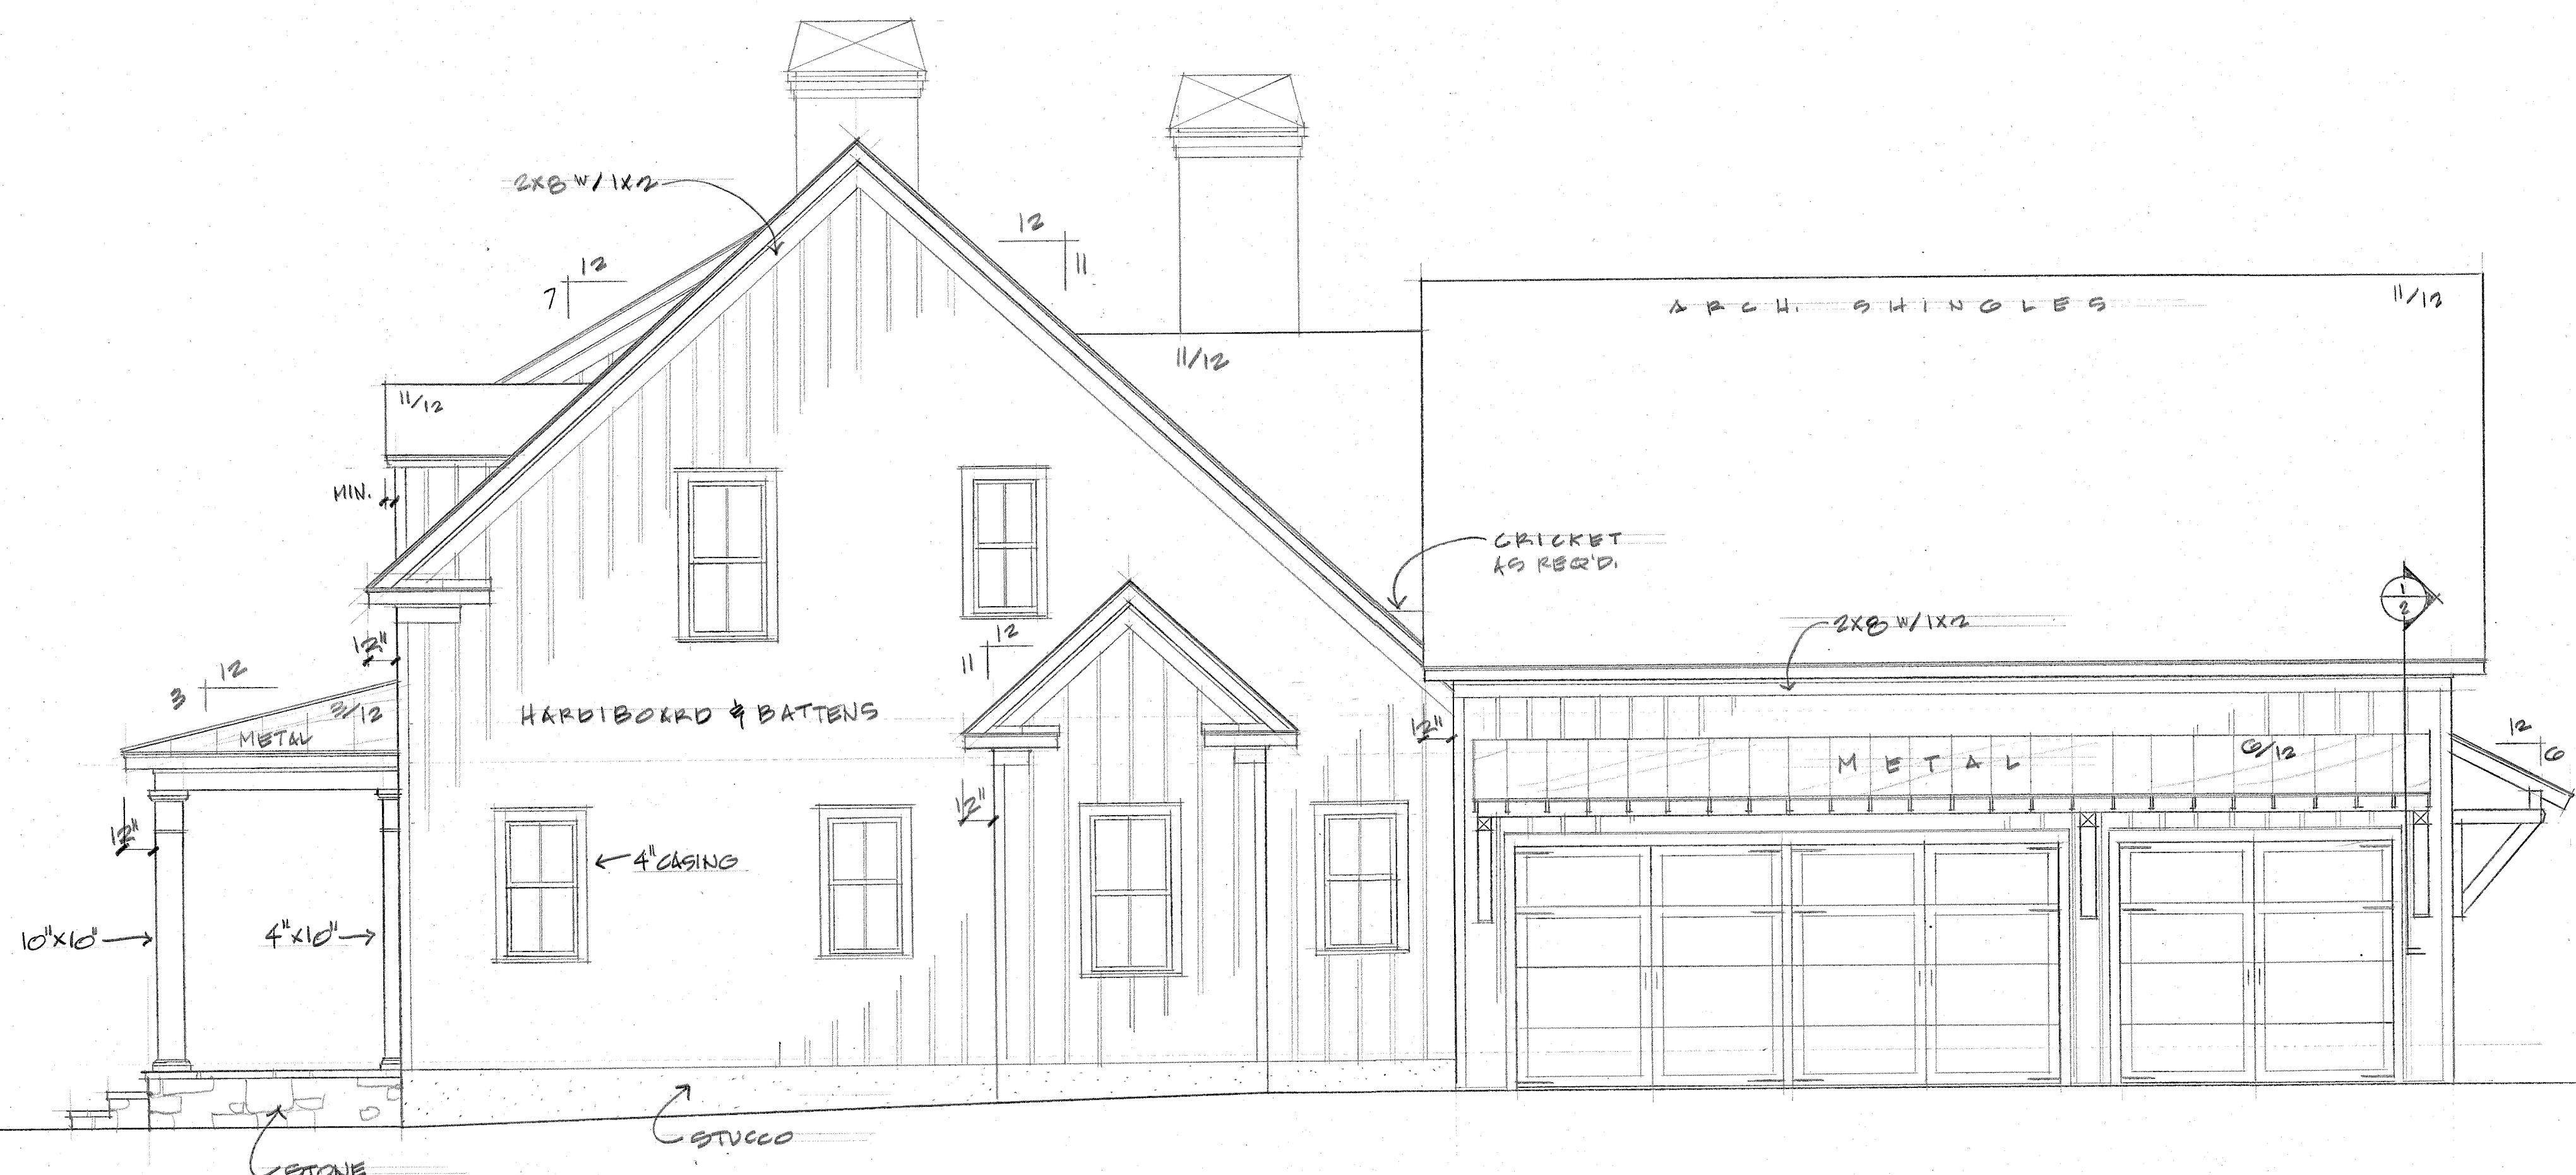 2X8 W/ 1X2
12
11
12
7
ARCH. SHINGLES
11/12
11/12
11/12
MIN.
CRICKET
AS REQ'D.
1
2
2X8 W/ 1X2
12"
12
11
12
3
3/12
METAL
HARDIBOARD & BATTENS
12"
METAL
6/12
12
6
12"
12"
4" CASING
10"X10"
4"X10"
STUCCO
STONE